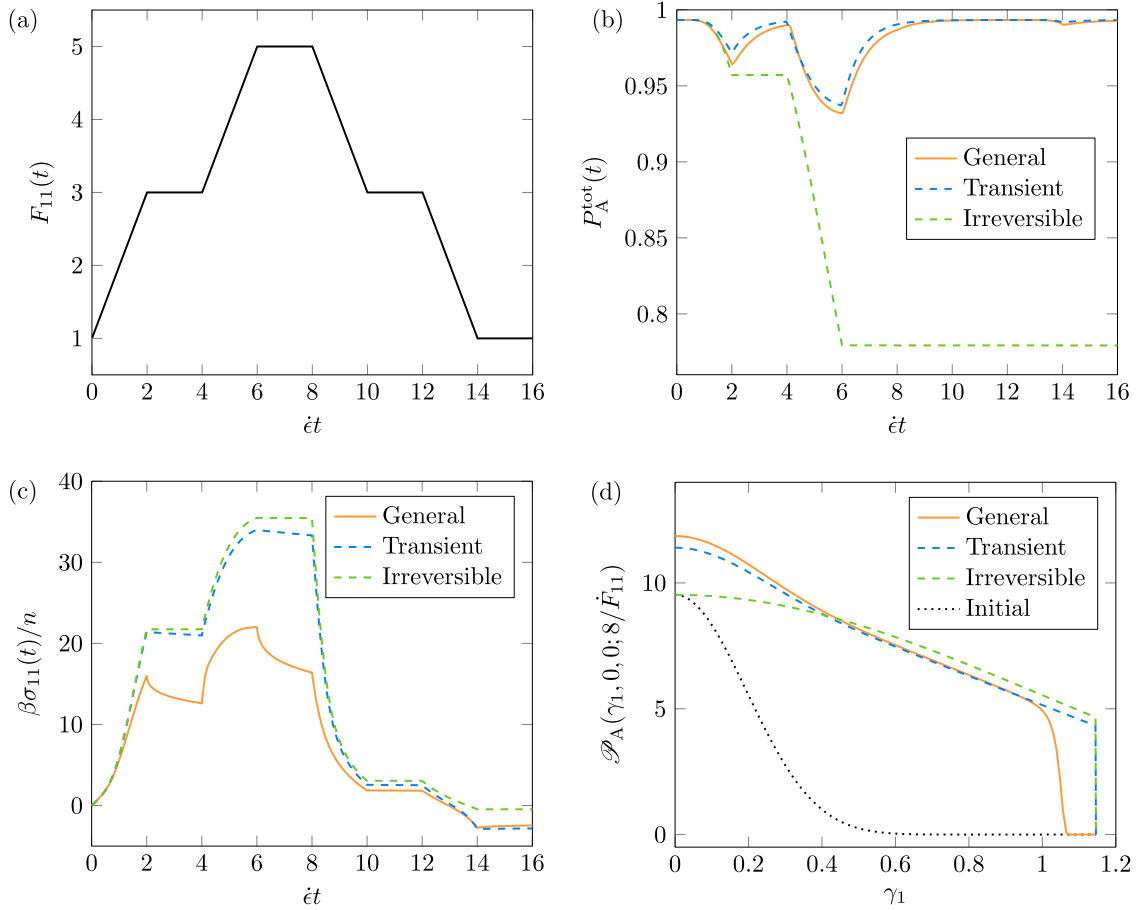 (a)
5
4
3
2
1
F₁₁(t)
0 2 4 6 8 10 12 14 16
ϵ̇t
(b)
1
0.95
0.9
0.85
0.8
P_A^tot(t)
General
Transient
Irreversible
0 2 4 6 8 10 12 14 16
ϵ̇t
(c)
40
30
20
10
0
βσ₁₁(t)/n
General
Transient
Irreversible
0 2 4 6 8 10 12 14 16
ϵ̇t
(d)
10
5
0
𝒫_A(γ₁, 0, 0; 8/Ḟ₁₁)
General
Transient
Irreversible
Initial
0 0.2 0.4 0.6 0.8 1 1.2
γ₁